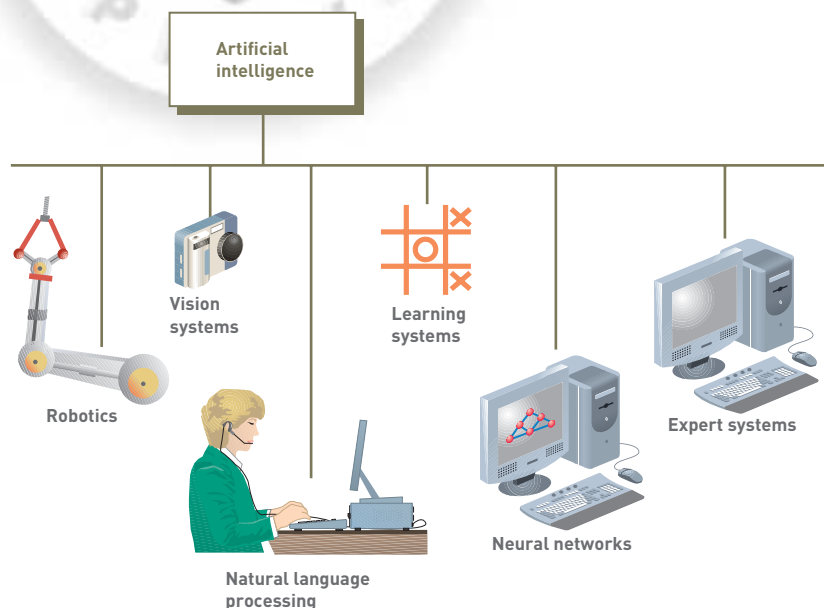 Artificial
intelligence
Vision
systems
Learning
systems
Robotics
Expert systems
Neural networks
Natural language
processing